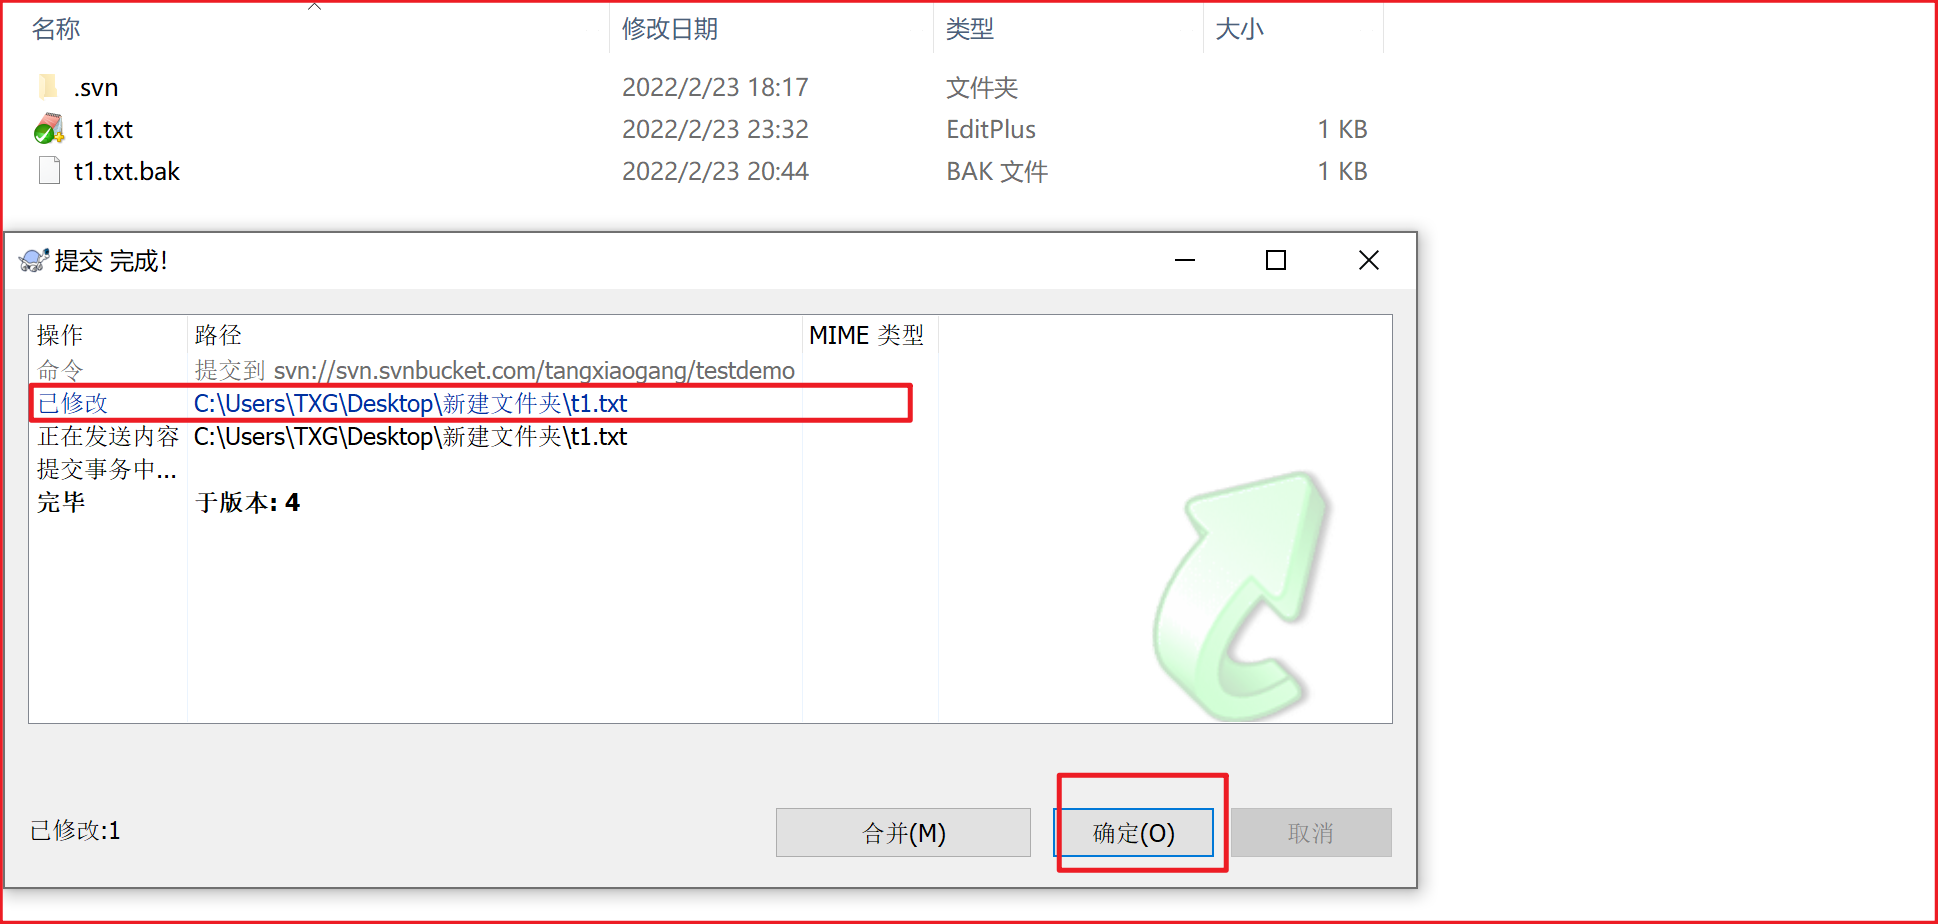 名称 修改日期 类型 大小
.svn 2022/2/23 18:17 文件夹
t1.txt 2022/2/23 23:32 EditPlus 1 KB
t1.txt.bak 2022/2/23 20:44 BAK 文件 1 KB
提交 完成!
操作 路径 MIME 类型
命令 提交到 svn://svn.svnbucket.com/tangxiaogang/testdemo
已修改 C:\Users\TXG\Desktop\新建文件夹\t1.txt
正在发送内容 C:\Users\TXG\Desktop\新建文件夹\t1.txt
提交事务中...
完毕 于版本: 4
已修改:1 合并(M) 确定(O) 取消